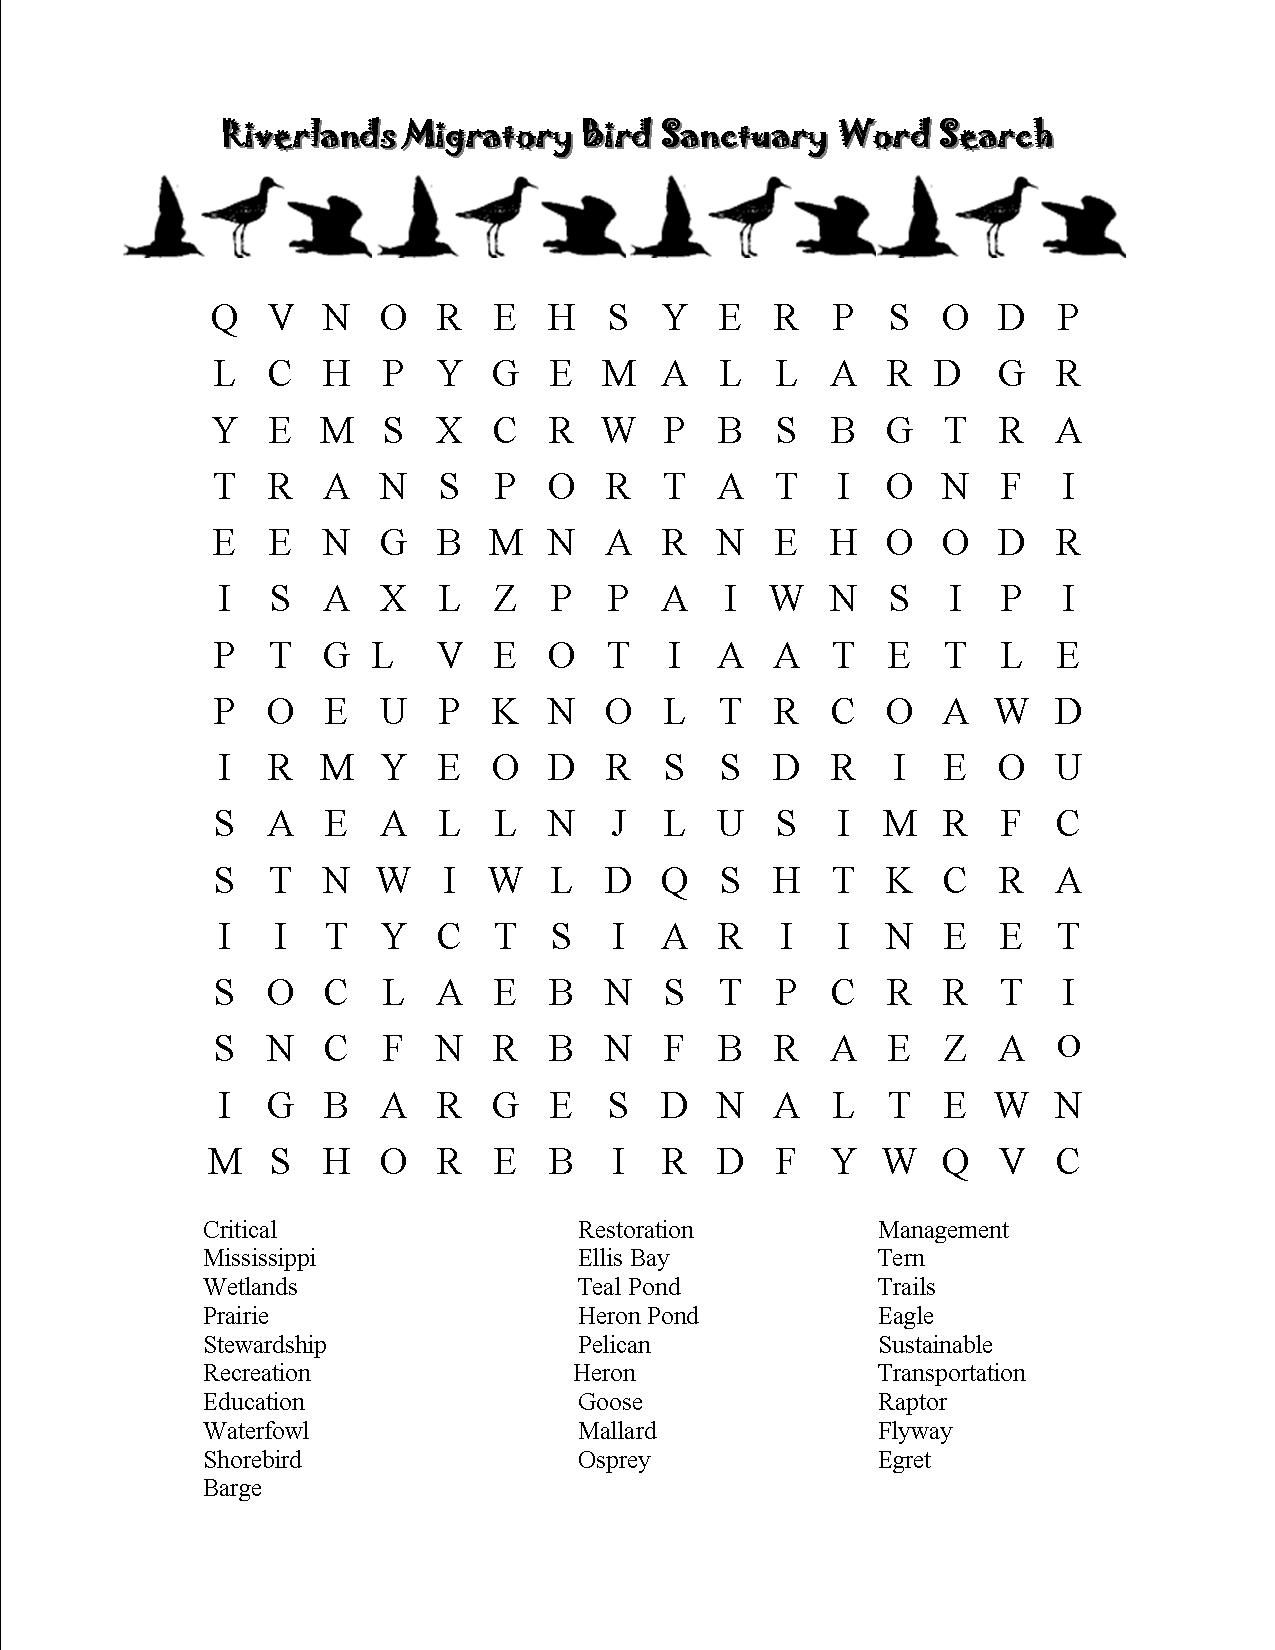 Riverlands Migratory Bird Sanctuary Word Search
Q V N O R E H S Y E R P S O D P
L C H P Y G E M A L L A R D G R
Y E M S X C R W P B S B G T R A
T R A N S P O R T A T I O N F I
E E N G B M N A R N E H O O D R
I S A X L Z P P A I W N S I P I
P T G L V E O T I A A T E T L E
P O E U P K N O L T R C O A W D
I R M Y E O D R S S D R I E O U
S A E A L L N J L U S I M R F C
S T N W I W L D Q S H T K C R A
I I T Y C T S I A R I I N E E T
S O C L A E B N S T P C R R T I
S N C F N R B N F B R A E Z A O
I G B A R G E S D N A L T E W N
M S H O R E B I R D F Y W Q V C
Critical Restoration Management
Mississippi Ellis Bay Tern
Wetlands Teal Pond Trails
Prairie Heron Pond Eagle
Stewardship Pelican Sustainable
Recreation Heron Transportation
Education Goose Raptor
Waterfowl Mallard Flyway
Shorebird Osprey Egret
Barge